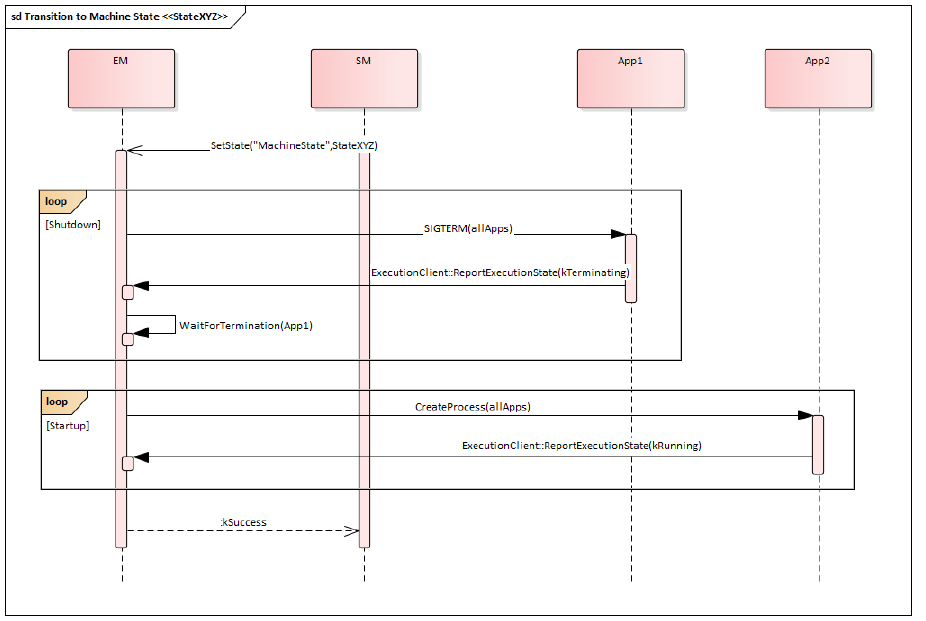 sd Transition to Machine State <<StateXYZ>>
EM
SM
App1
App2
SetState("MachineState",StateXYZ)
loop
[Shutdown]
SIGTERM(allApps)
ExecutionClient::ReportExecutionState(kTerminating)
WaitForTermination(App1)
loop
[Startup]
CreateProcess(allApps)
ExecutionClient::ReportExecutionState(kRunning)
:kSuccess